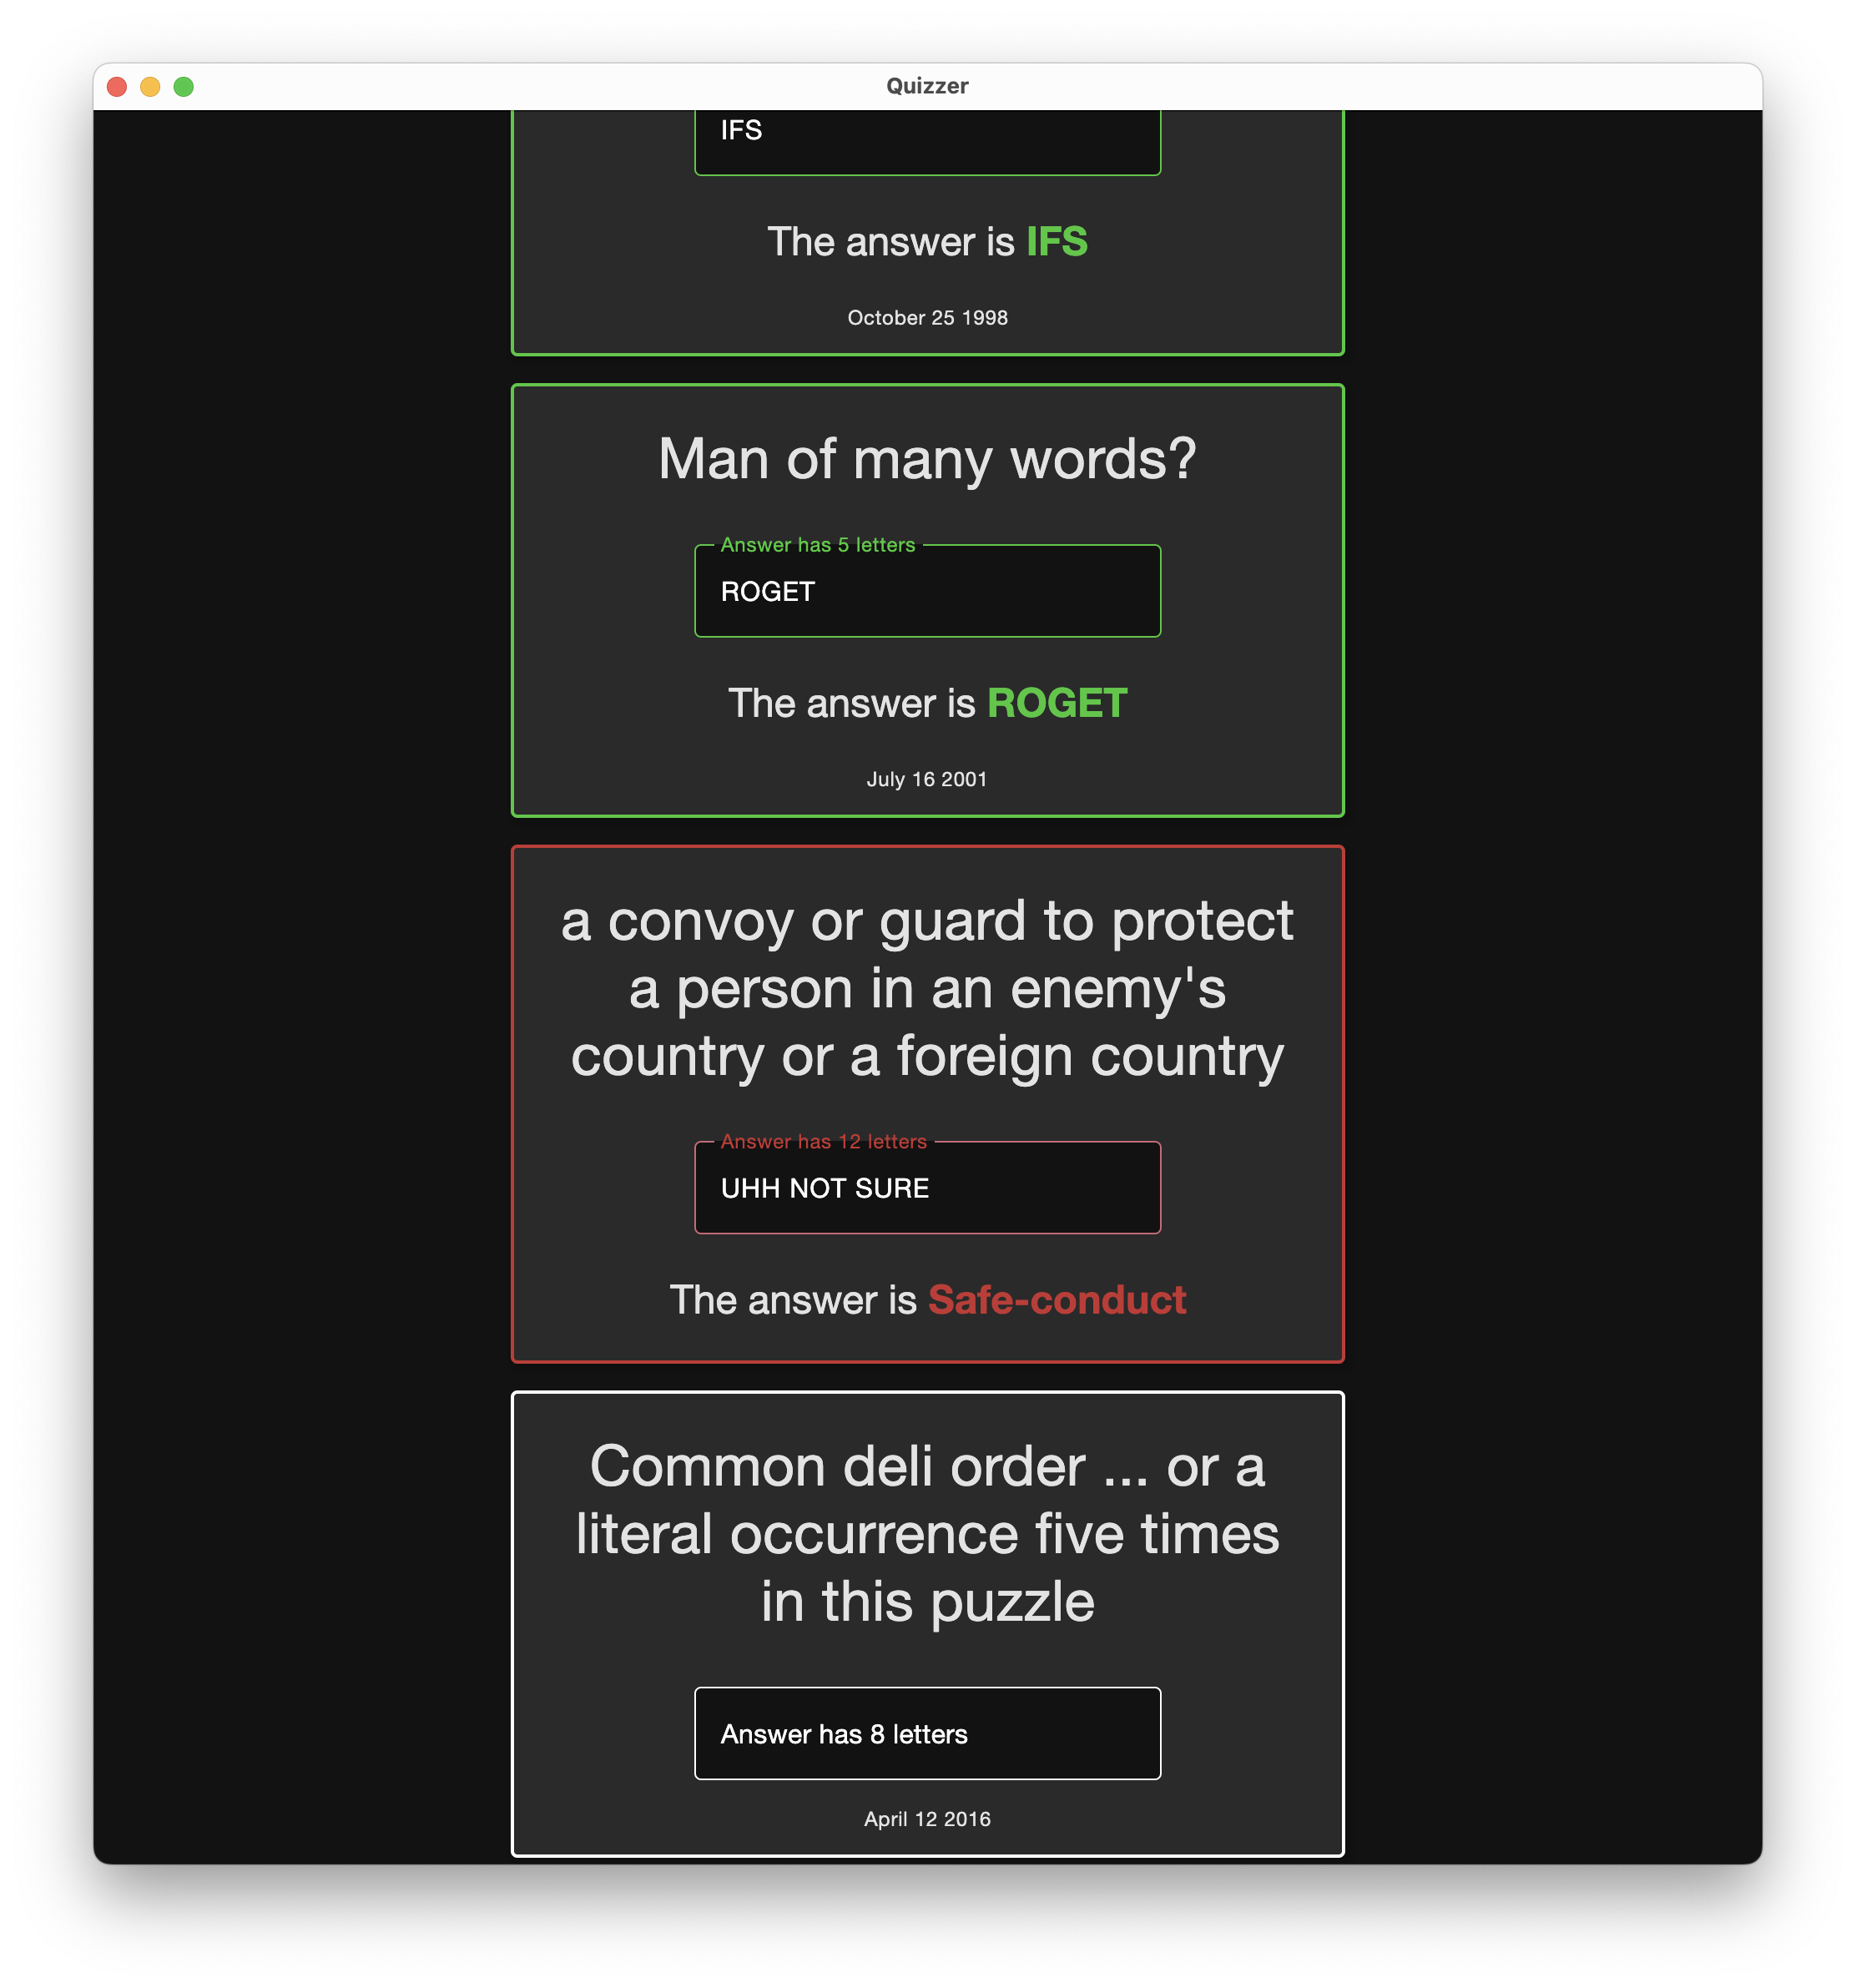 Quizzer
IFS
The answer is IFS
October 25 1998
Man of many words?
Answer has 5 letters
ROGET
The answer is ROGET
July 16 2001
a convoy or guard to protect
a person in an enemy's
country or a foreign country
Answer has 12 letters
UHH NOT SURE
The answer is Safe-conduct
Common deli order ... or a
literal occurrence five times
in this puzzle
Answer has 8 letters
April 12 2016